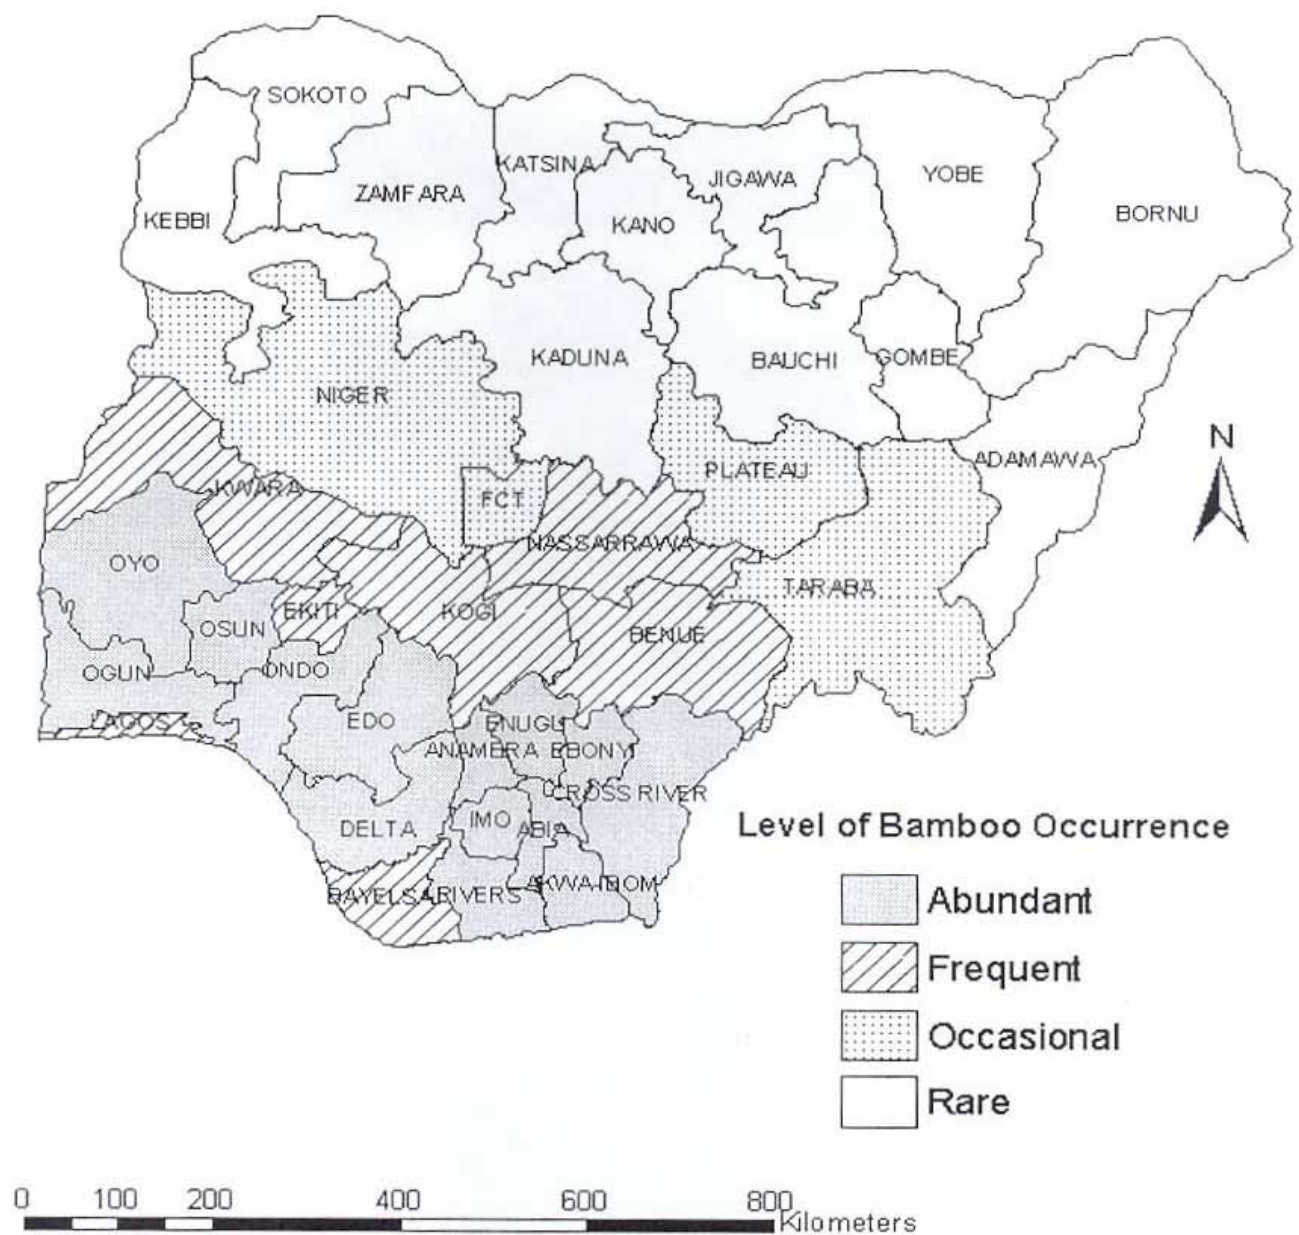 SOKOTO
KATSINA
ZAMFARA
JIGAWA
YOBE
KEBBI
KANO
BORNU
KADUNA
BAUCHI
GOMBE
NIGER
N
ADAMAWA
PLATEAU
KWARA
FCT
NASSARRAWA
OYO
TARABA
EKITI
KOGI
OSUN
BENUE
OGUN
ONDO
LAGOS
EDO
ENUGU
ANAMBRA
EBONYI
CROSS RIVER
DELTA
IMO
ABIA
BAYELSA
RIVERS
AKWA-IBOM
Level of Bamboo Occurrence
Abundant
Frequent
Occasional
Rare
0 100 200 400 600 800
Kilometers